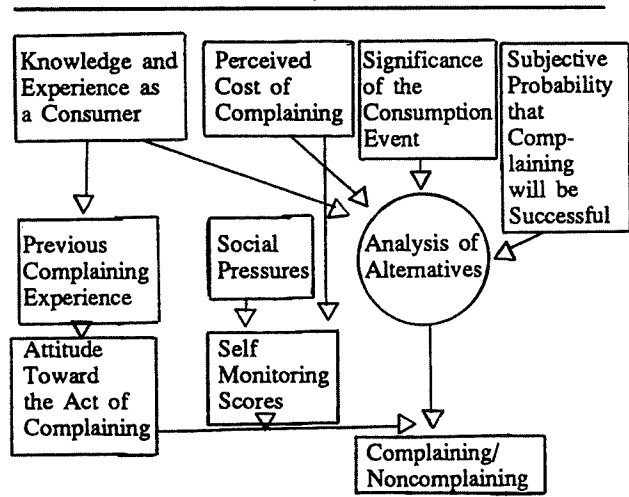 Knowledge and
Experience as
a Consumer
Perceived
Cost of
Complaining
Significance
of the
Consumption
Event
Subjective
Probability
that
Comp-
laining
will be
Successful
Previous
Complaining
Experience
Social
Pressures
Analysis of
Alternatives
Attitude
Toward
the Act of
Complaining
Self
Monitoring
Scores
Complaining/
Noncomplaining